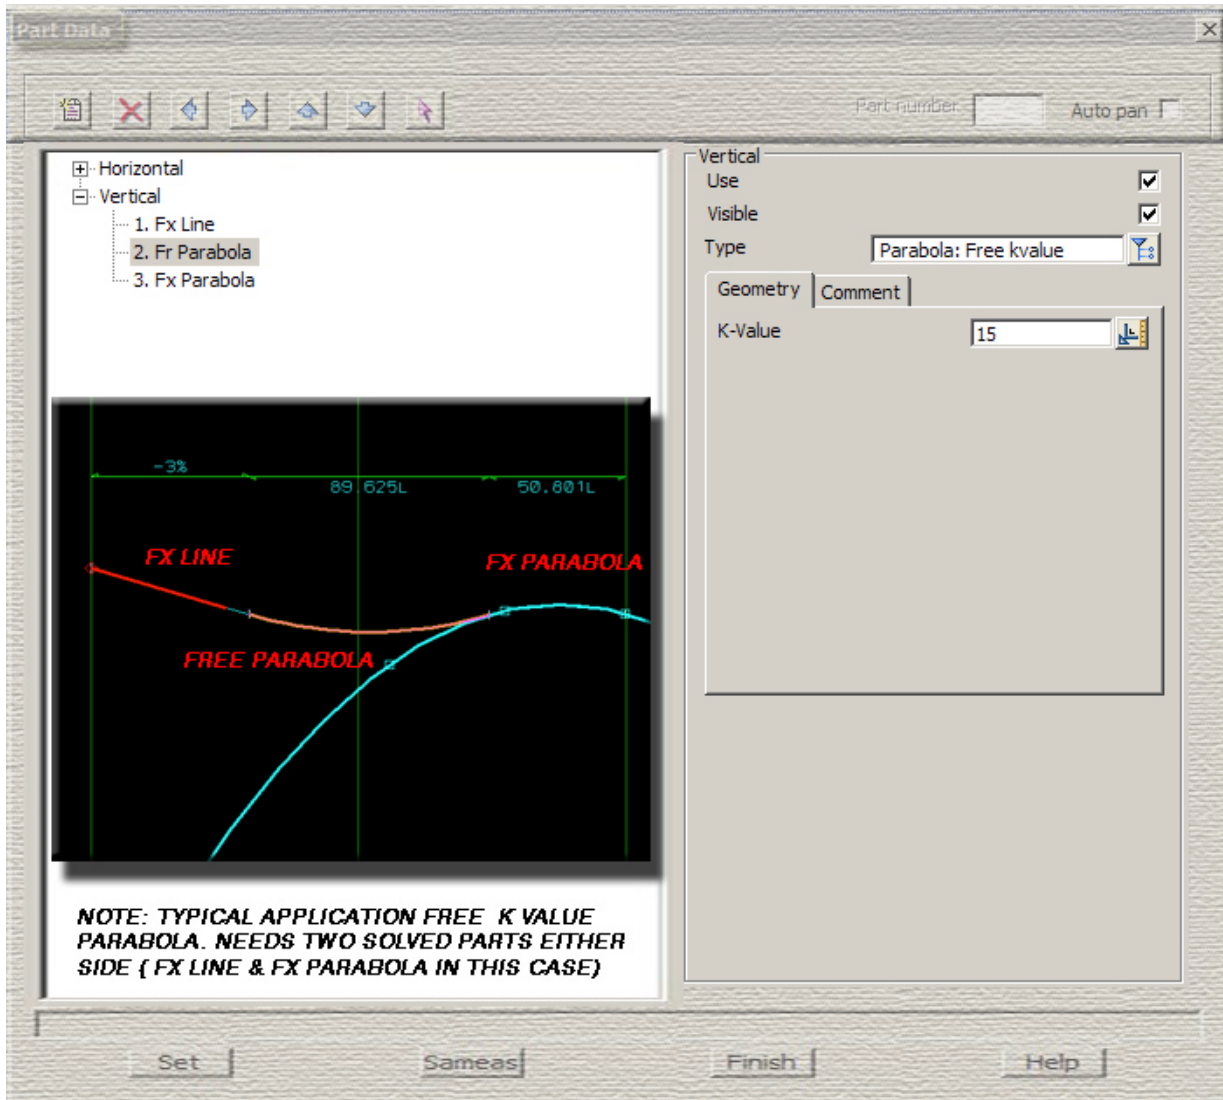 Part Data
Part number
Auto pan
Horizontal
Vertical
1. Fx Line
2. Fr Parabola
3. Fx Parabola
Vertical
Use
Visible
Type
Parabola: Free kvalue
Geometry
Comment
K-Value
15
-3%
89.625L
50.801L
FX LINE
FX PARABOLA
FREE PARABOLA
NOTE: TYPICAL APPLICATION FREE K VALUE
PARABOLA. NEEDS TWO SOLVED PARTS EITHER
SIDE ( FX LINE & FX PARABOLA IN THIS CASE)
Set
Sameas
Finish
Help